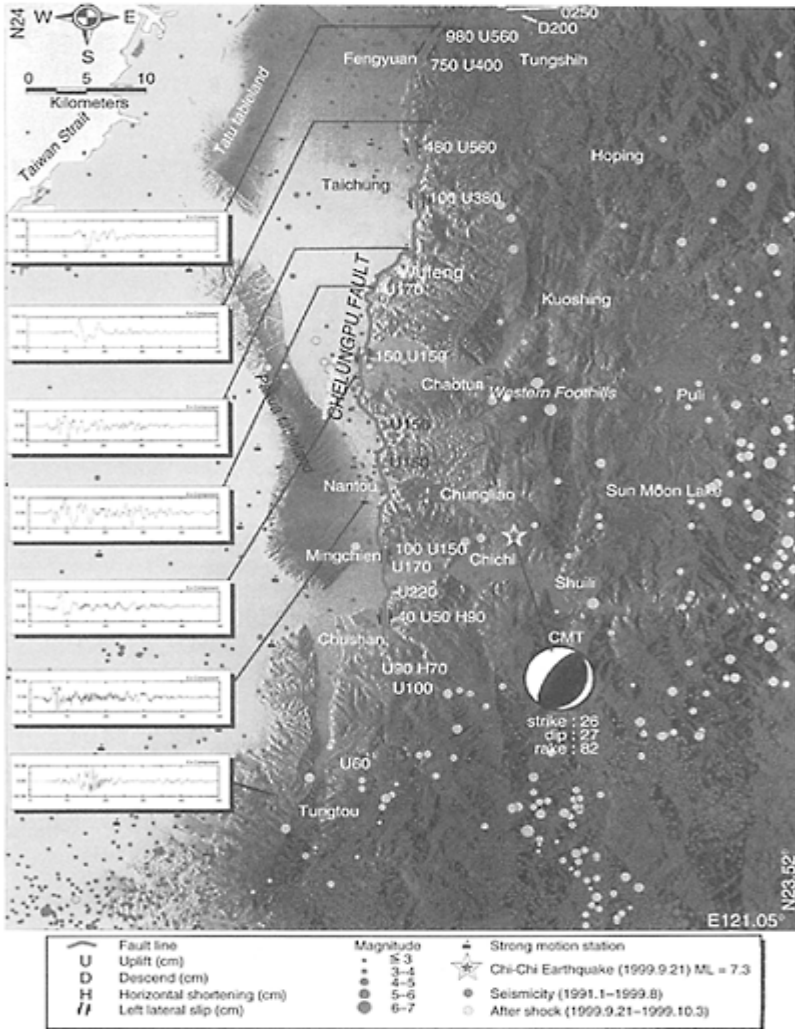 N24
W E
S
0 5 10
Kilometers
Taiwan Strait
Tatu tableland
0250
D200
980 U560
Fengyuan
750 U400
Tungshih
480 U560
Hoping
Taichung
100 U380
Wufeng
U170
CHELUNGPU FAULT
Kuoshing
150 U150
Chaotun
Western Foothills
Puli
U150
Nantou
Chungliao
Sun Moon Lake
Mingchien
100 U150
Chichi
U170
Shuili
U220
40 U50 H90
Chushan
CMT
U90 H70
U100
strike : 26
dip : 27
rake : 82
U60
Tungtou
N23.52°
E121.05°
Fault line
U Uplift (cm)
D Descend (cm)
H Horizontal shortening (cm)
Left lateral slip (cm)
Magnitude
≦ 3
3–4
4–5
5–6
6–7
Strong motion station
Chi-Chi Earthquake (1999.9.21) ML = 7.3
Seismicity (1991.1–1999.8)
After shock (1999.9.21–1999.10.3)